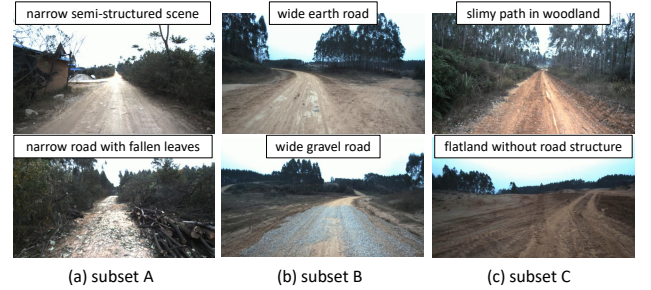 narrow semi-structured scene
wide earth road
slimy path in woodland
narrow road with fallen leaves
wide gravel road
flatland without road structure
(a) subset A
(b) subset B
(c) subset C